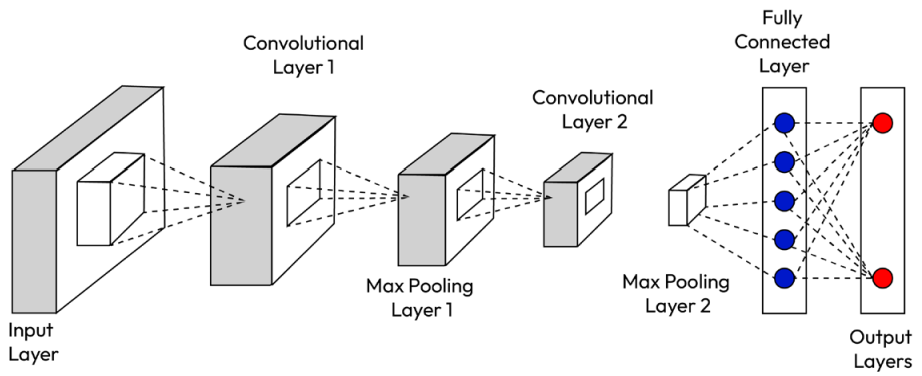 Convolutional
Layer 1
Convolutional
Layer 2
Fully
Connected
Layer
Input
Layer
Max Pooling
Layer 1
Max Pooling
Layer 2
Output
Layers